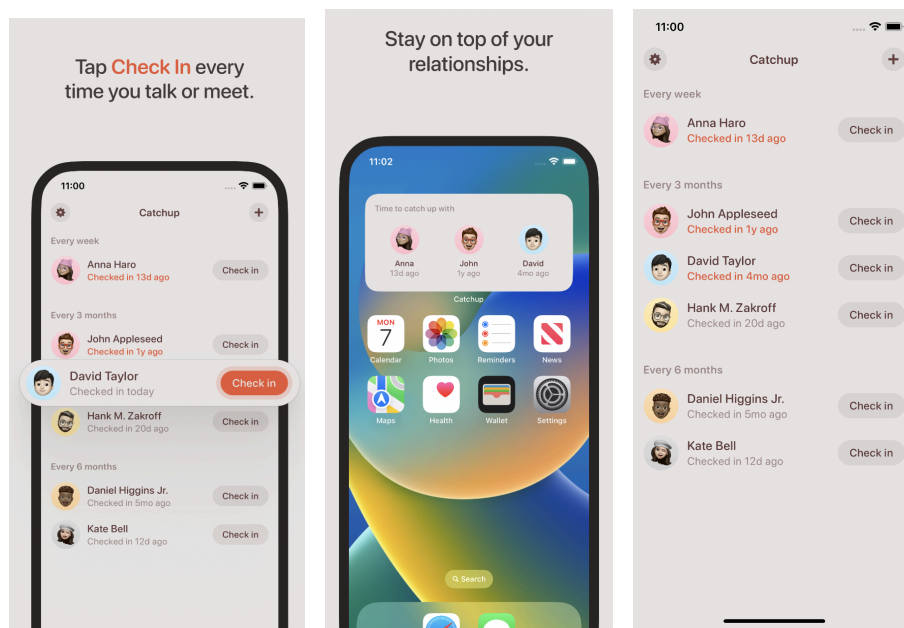 Tap Check In every
time you talk or meet.
11:00
Catchup
Every week
Anna Haro
Checked in 13d ago
Check in
Every 3 months
John Appleseed
Checked in 1y ago
Check in
David Taylor
Checked in today
Check in
Hank M. Zakroff
Checked in 20d ago
Check in
Every 6 months
Daniel Higgins Jr.
Checked in 5mo ago
Check in
Kate Bell
Checked in 12d ago
Check in
Stay on top of your
relationships.
11:02
Time to catch up with
Anna
13d ago
John
1y ago
David
4mo ago
Catchup
MON
7
Calendar
Photos
Reminders
News
Maps
Health
Wallet
Settings
Search
11:00
Catchup
Every week
Anna Haro
Checked in 13d ago
Check in
Every 3 months
John Appleseed
Checked in 1y ago
Check in
David Taylor
Checked in 4mo ago
Check in
Hank M. Zakroff
Checked in 20d ago
Check in
Every 6 months
Daniel Higgins Jr.
Checked in 5mo ago
Check in
Kate Bell
Checked in 12d ago
Check in